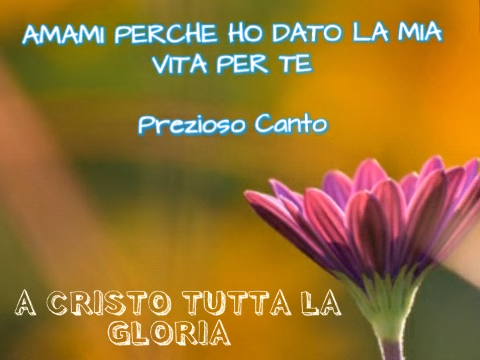 AMAMI PERCHE HO DATO LA MIA
VITA PER TE
Prezioso Canto
A CRISTO TUTTA LA
GLORIA